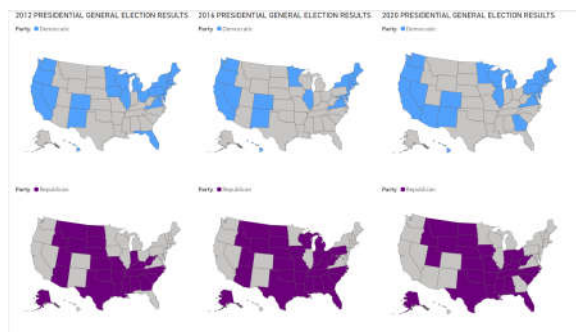 2012 PRESIDENTIAL GENERAL ELECTION RESULTS
Party Democratic
2016 PRESIDENTIAL GENERAL ELECTION RESULTS
Party Democratic
2020 PRESIDENTIAL GENERAL ELECTION RESULTS
Party Democratic
Party Republican
Party Republican
Party Republican